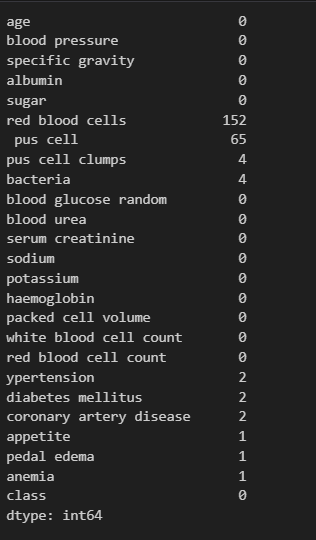 age 0
blood pressure 0
specific gravity 0
albumin 0
sugar 0
red blood cells 152
 pus cell 65
pus cell clumps 4
bacteria 4
blood glucose random 0
blood urea 0
serum creatinine 0
sodium 0
potassium 0
haemoglobin 0
packed cell volume 0
white blood cell count 0
red blood cell count 0
ypertension 2
diabetes mellitus 2
coronary artery disease 2
appetite 1
pedal edema 1
anemia 1
class 0
dtype: int64